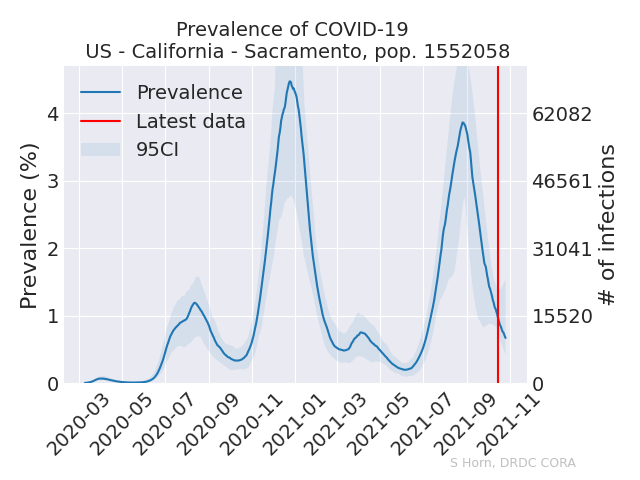 Prevalence of COVID-19
US - California - Sacramento, pop. 1552058
Prevalence
Latest data
95CI
Prevalence (%)
4
3
2
1
0
62082
46561
31041
15520
0
# of infections
2020-03
2020-05
2020-07
2020-09
2020-11
2021-01
2021-03
2021-05
2021-07
2021-09
2021-11
S Horn, DRDC CORA